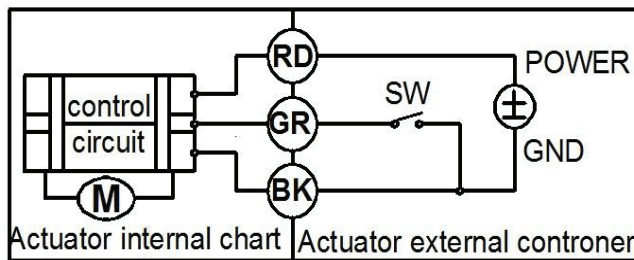 RD
POWER
control
SW
±
GR
circuit
GND
M
BK
Actuator internal chart
Actuator external controner